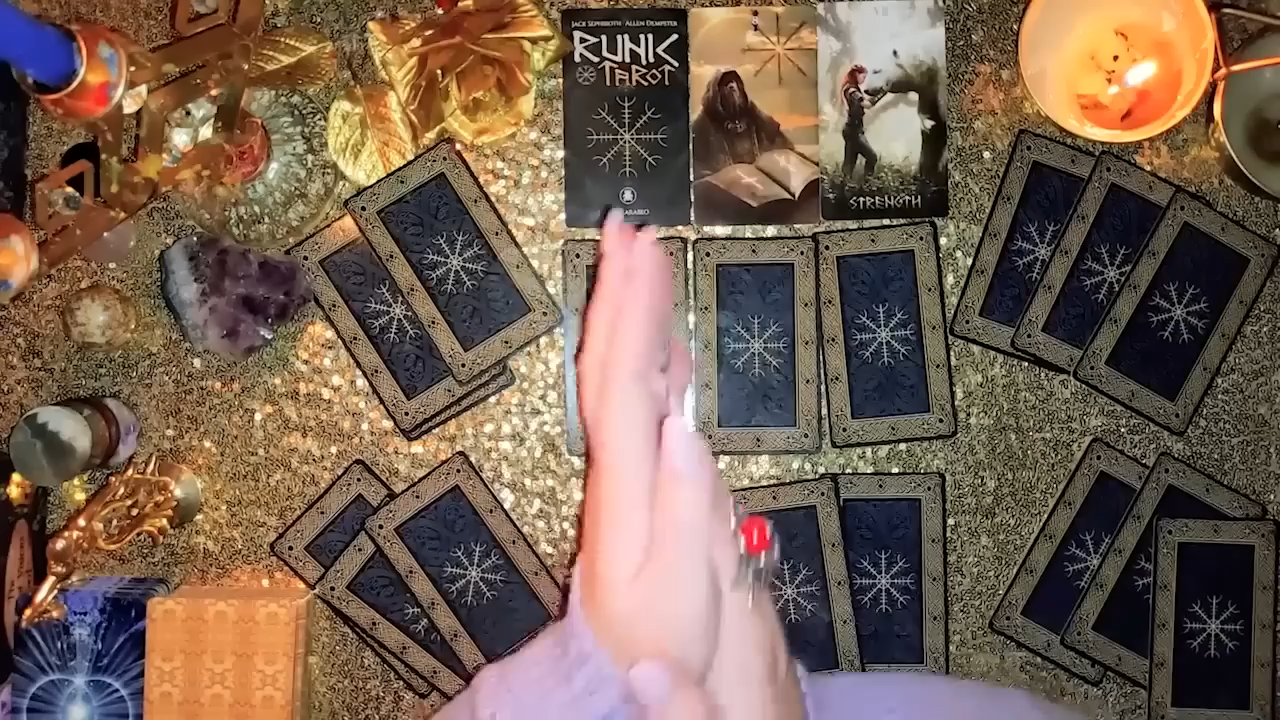 JACK SEPHIROTH ALLEN DEMPSTER
RUNIC
TAROT
STRENGTH